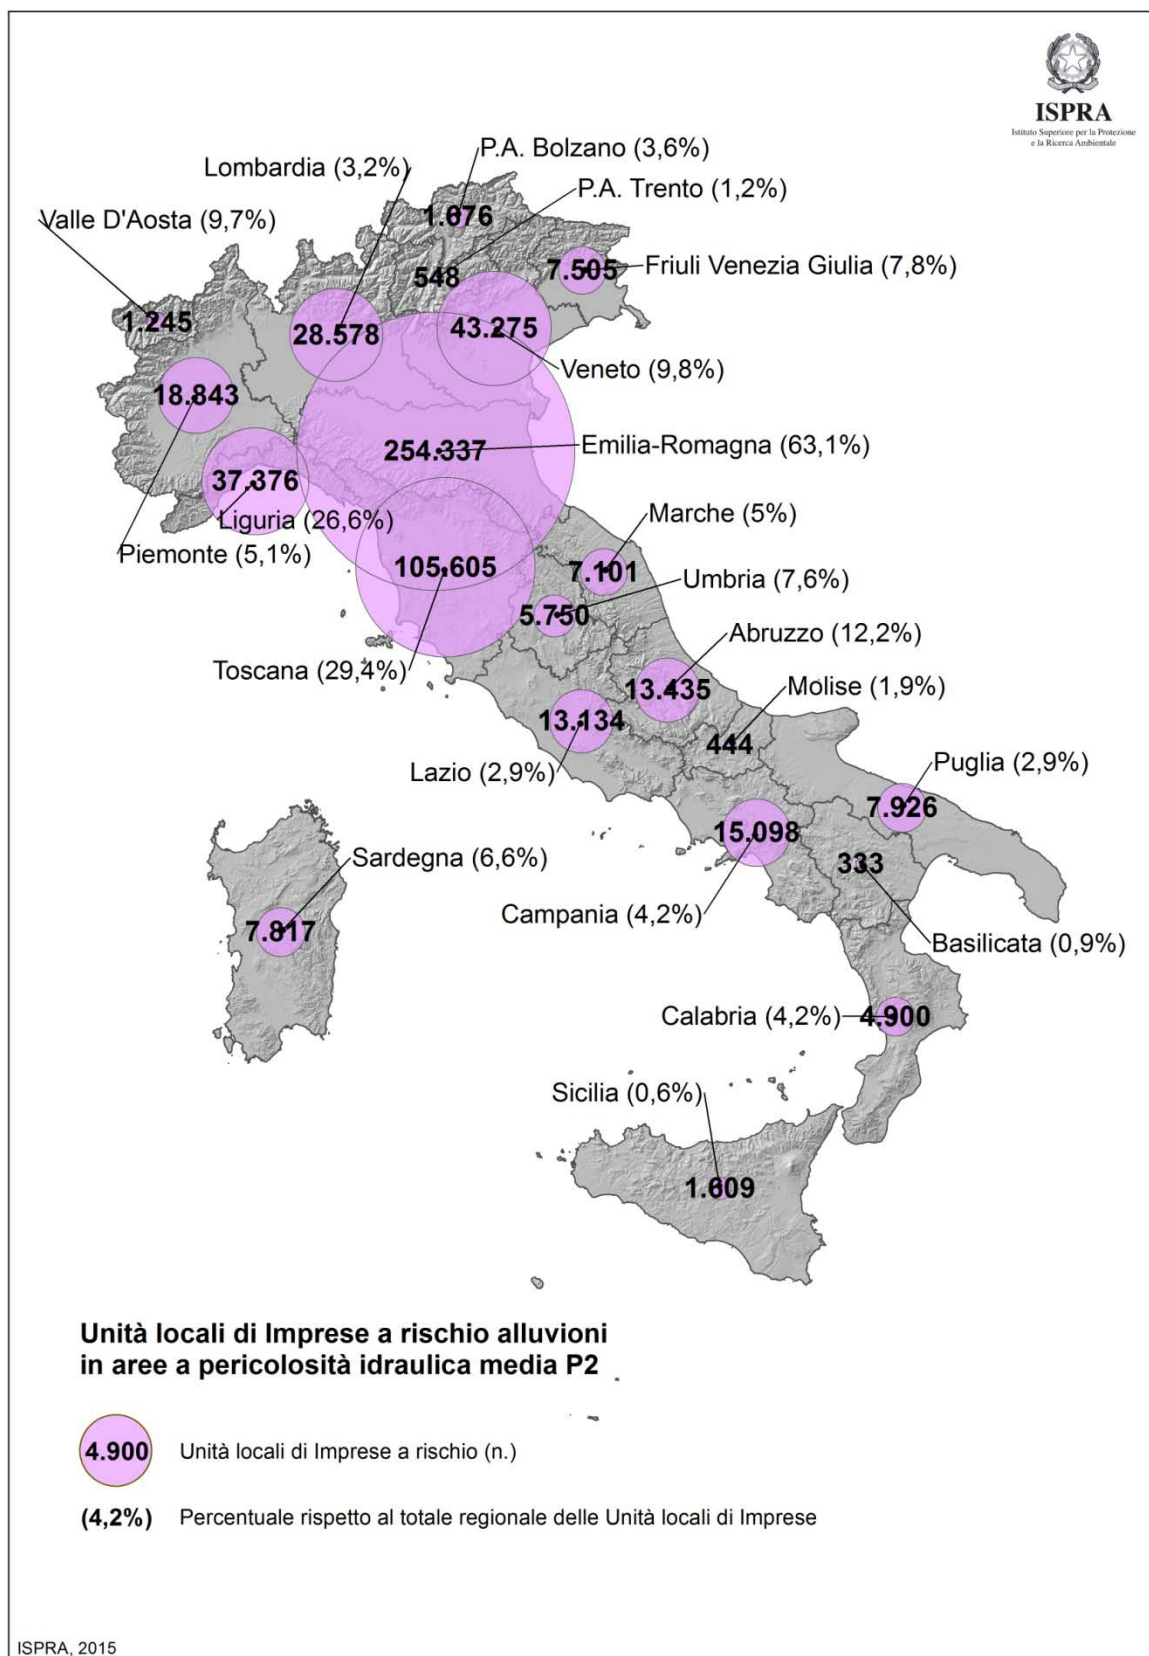 ISPRA
Istituto Superiore per la Protezione
e la Ricerca Ambientale
P.A. Bolzano (3,6%)
Lombardia (3,2%)
P.A. Trento (1,2%)
Valle D'Aosta (9,7%)
1.676
548
7.505
Friuli Venezia Giulia (7,8%)
1.245
28.578
43.275
Veneto (9,8%)
18.843
254.337
Emilia-Romagna (63,1%)
37.376
Liguria (26,6%)
Marche (5%)
Piemonte (5,1%)
105.605
7.101
Umbria (7,6%)
5.750
Abruzzo (12,2%)
Toscana (29,4%)
13.435
Molise (1,9%)
13.134
444
Lazio (2,9%)
Puglia (2,9%)
7.926
15.098
Sardegna (6,6%)
333
Campania (4,2%)
7.817
Basilicata (0,9%)
Calabria (4,2%)
4.900
Sicilia (0,6%)
1.609
Unità locali di Imprese a rischio alluvioni
in aree a pericolosità idraulica media P2
4.900 Unità locali di Imprese a rischio (n.)
(4,2%) Percentuale rispetto al totale regionale delle Unità locali di Imprese
ISPRA, 2015